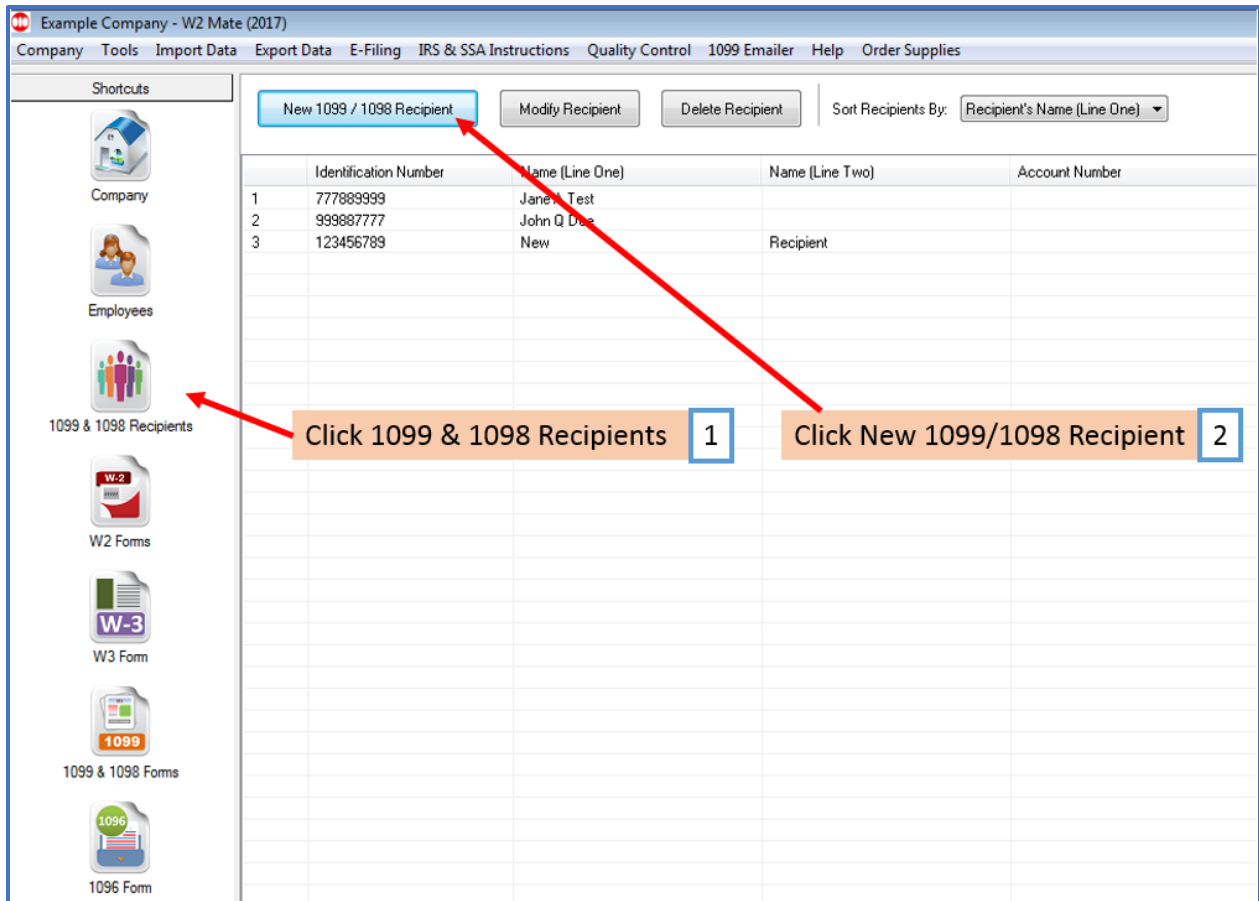 Example Company - W2 Mate (2017)
Company Tools Import Data Export Data E-Filing IRS & SSA Instructions Quality Control 1099 Emailer Help Order Supplies
Shortcuts
Company
Employees
1099 & 1098 Recipients
W-2
W2 Forms
W-3
W3 Form
1099
1099 & 1098 Forms
1096
1096 Form
New 1099 / 1098 Recipient Modify Recipient Delete Recipient Sort Recipients By: Recipient's Name (Line One)
Identification Number Name (Line One) Name (Line Two) Account Number
1 777889999 Jane A Test
2 999887777 John Q Doe
3 123456789 New Recipient
Click 1099 & 1098 Recipients 1
Click New 1099/1098 Recipient 2